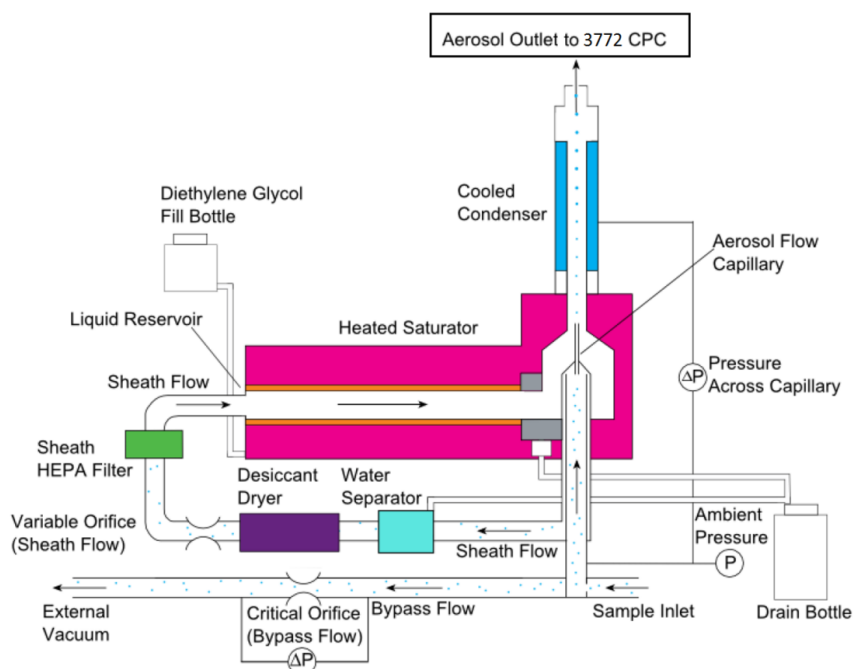 Aerosol Outlet to 3772 CPC
Diethylene Glycol
Fill Bottle
Cooled
Condenser
Aerosol Flow
Capillary
Liquid Reservoir
Heated Saturator
Sheath Flow
ΔP
Pressure
Across Capillary
Sheath
HEPA Filter
Desiccant
Dryer
Water
Separator
Variable Orifice
(Sheath Flow)
Sheath Flow
Ambient
Pressure
P
External
Vacuum
Critical Orifice
(Bypass Flow)
Bypass Flow
Sample Inlet
Drain Bottle
ΔP